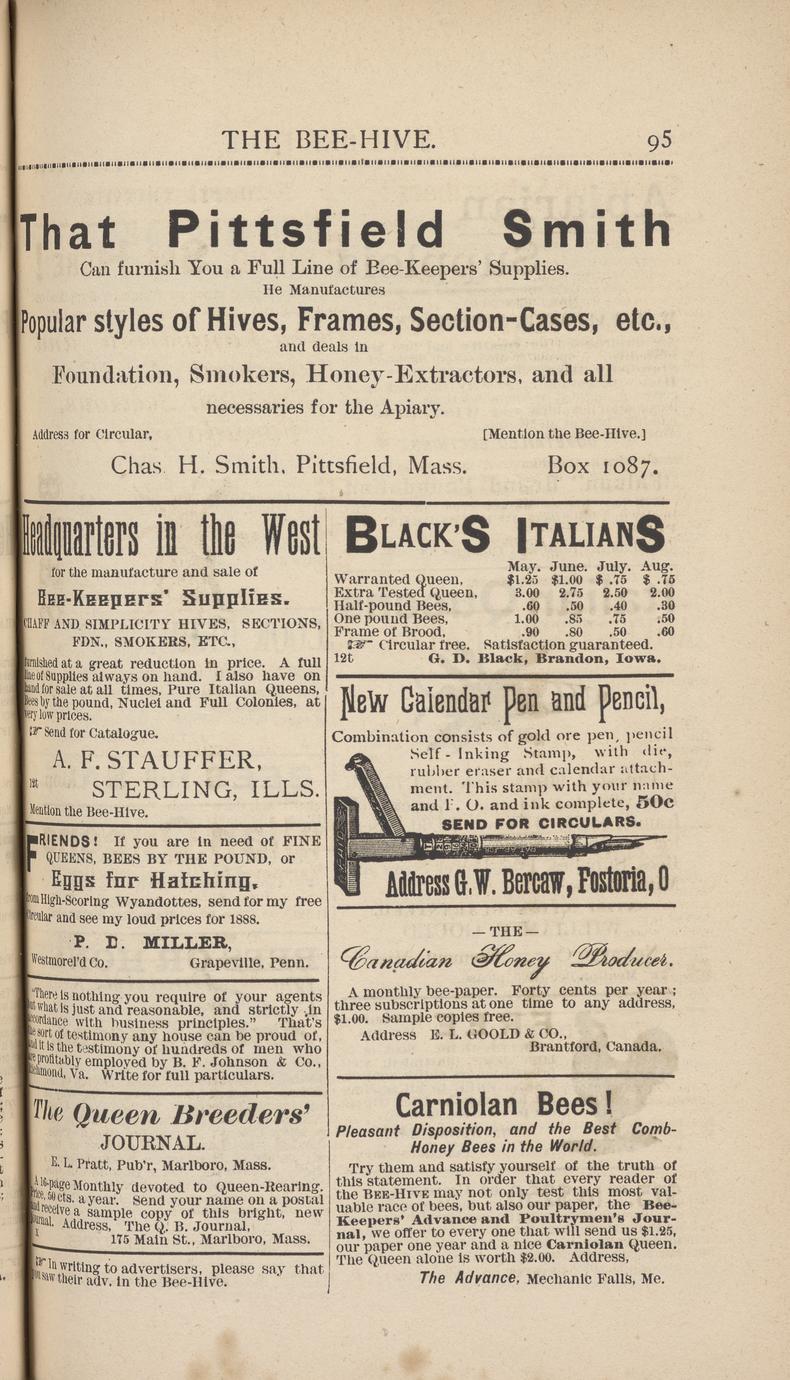 THE BEE-HIVE. 95
That Pittsfield Smith
Can furnish You a Full Line of Bee-Keepers' Supplies.
He Manufactures
Popular styles of Hives, Frames, Section-Cases, etc.,
and deals in
Foundation, Smokers, Honey-Extractors, and all
necessaries for the Apiary.
Address for Circular, [Mention the Bee-Hive.]
Chas. H. Smith, Pittsfield, Mass. Box 1087.
Headquarters in the West
for the manufacture and sale of
Bee-Keepers' Supplies.
CHAFF AND SIMPLICITY HIVES, SECTIONS,
FDN., SMOKERS, ETC.,
furnished at a great reduction in price. A full
line of Supplies always on hand. I also have on
hand for sale at all times, Pure Italian Queens,
Bees by the pound, Nuclei and Full Colonies, at
very low prices.
☞ Send for Catalogue.
A. F. STAUFFER,
12t STERLING, ILLS.
Mention the Bee-Hive.
FRIENDS! If you are in need of FINE
QUEENS, BEES BY THE POUND, or
Eggs for Hatching,
from High-Scoring Wyandottes, send for my free
circular and see my loud prices for 1888.
P. D. MILLER,
Westmorel'd Co. Grapeville, Penn.
"There is nothing you require of your agents
but what is just and reasonable, and strictly in
accordance with business principles." That's
the sort of testimony any house can be proud of,
and it is the testimony of hundreds of men who
are profitably employed by B. F. Johnson & Co.,
Richmond, Va. Write for full particulars.
The Queen Breeders'
JOURNAL.
E. L. Pratt, Pub'r, Marlboro, Mass.
A 16-page Monthly devoted to Queen-Rearing.
Price, 50 cts. a year. Send your name on a postal
and receive a sample copy of this bright, new
journal. Address, The Q. B. Journal,
175 Main St., Marlboro, Mass.
☞ In writing to advertisers, please say that
you saw their adv. in the Bee-Hive.
BLACK'S ITALIANS
May. June. July. Aug.
Warranted Queen, $1.25 $1.00 $ .75 $ .75
Extra Tested Queen, 3.00 2.75 2.50 2.00
Half-pound Bees, .60 .50 .40 .30
One pound Bees, 1.00 .85 .75 .50
Frame of Brood, .90 .80 .50 .60
☞ Circular free. Satisfaction guaranteed.
12t G. D. Black, Brandon, Iowa.
New Calendar Pen and Pencil,
Combination consists of gold ore pen, pencil
Self-Inking Stamp, with die,
rubber eraser and calendar attach-
ment. This stamp with your name
and P. O. and ink complete, 50c
SEND FOR CIRCULARS.
Address G. W. Bercaw, Fostoria, O
— THE —
Canadian Honey Producer.
A monthly bee-paper. Forty cents per year;
three subscriptions at one time to any address,
$1.00. Sample copies free.
Address E. L. GOOLD & CO.,
Brantford, Canada.
Carniolan Bees!
Pleasant Disposition, and the Best Comb-
Honey Bees in the World.
Try them and satisfy yourself of the truth of
this statement. In order that every reader of
the BEE-HIVE may not only test this most val-
uable race of bees, but also our paper, the Bee-
Keepers' Advance and Poultrymen's Jour-
nal, we offer to every one that will send us $1.25,
our paper one year and a nice Carniolan Queen.
The Queen alone is worth $2.00. Address,
The Advance, Mechanic Falls, Me.